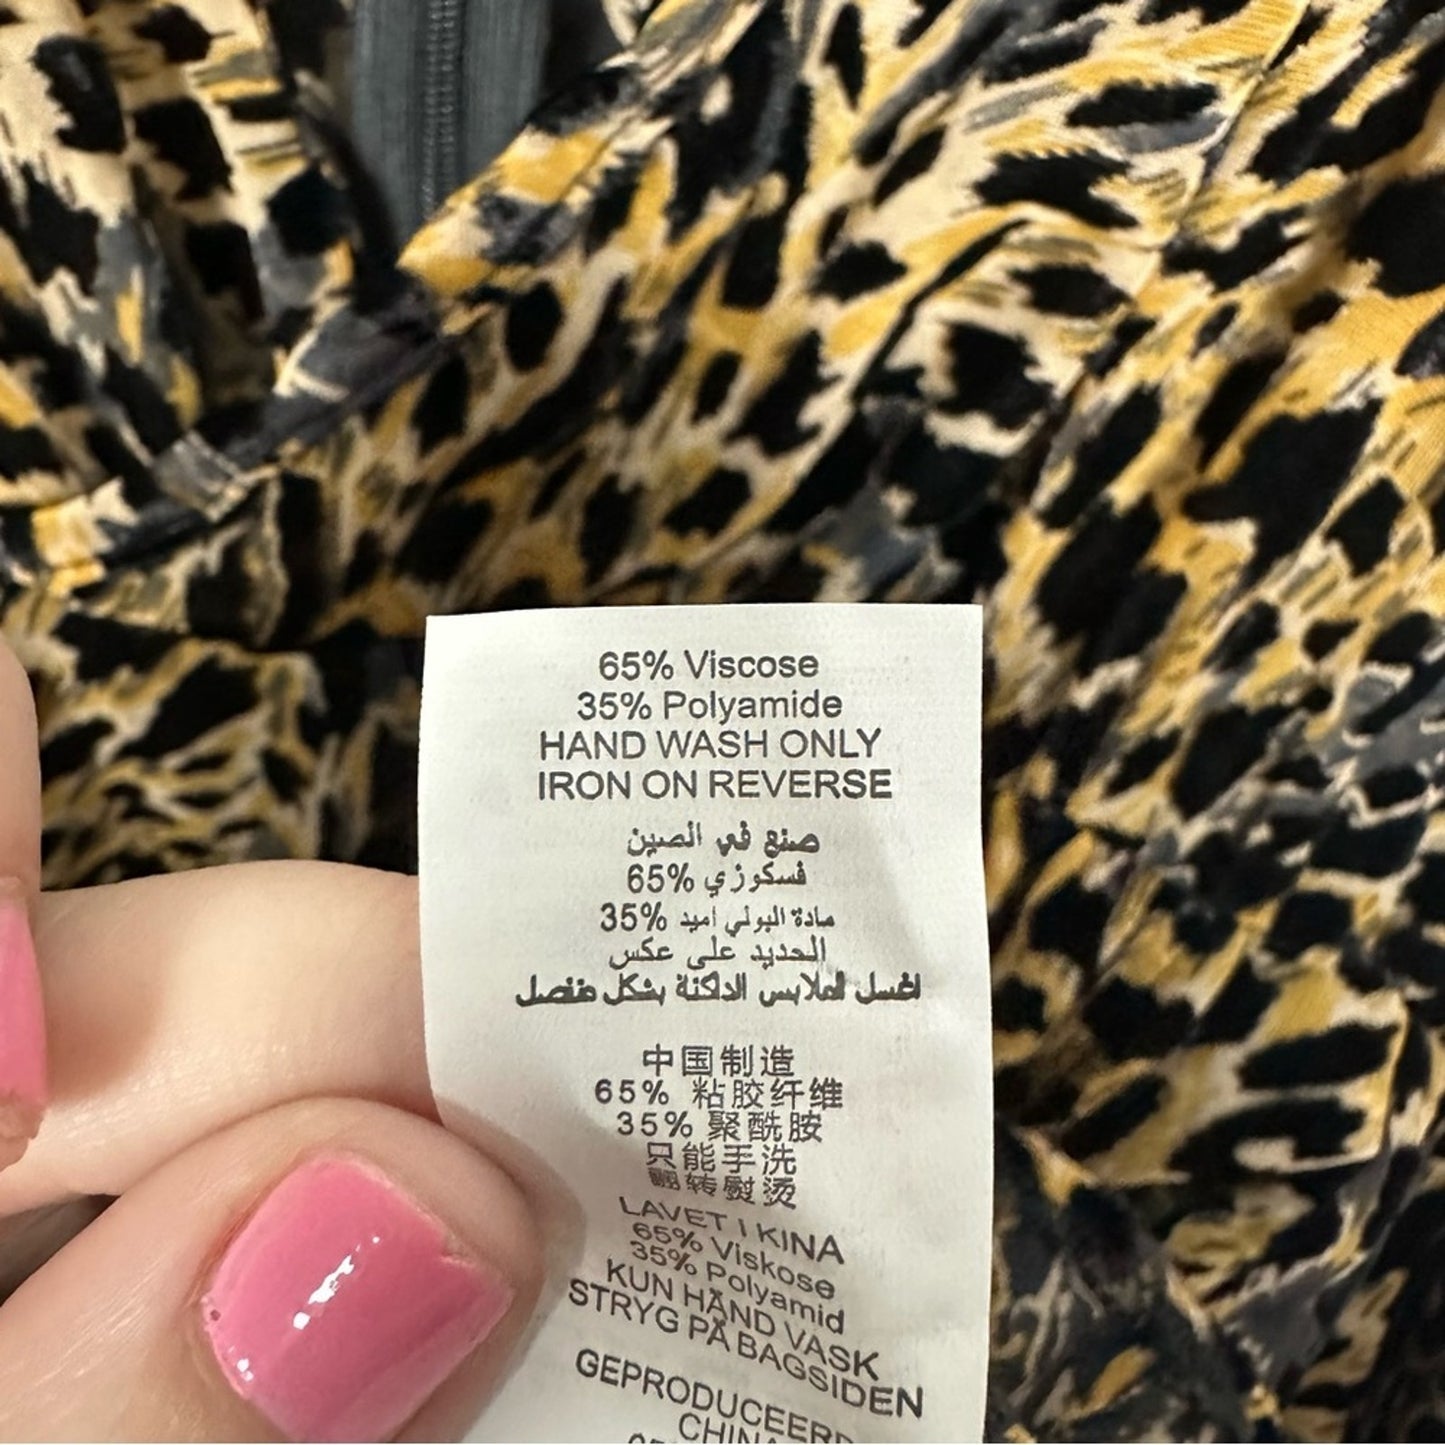 65% Viscose
35% Polyamide
HAND WASH ONLY
IRON ON REVERSE
صنع في الصين
65% فسكوزي
35% مادة البولي اميد
الحديد على عكس
اغسل الملابس الداكنة بشكل منفصل
中国制造
65% 粘胶纤维
35% 聚酰胺
只能手洗
翻转熨烫
LAVET I KINA
65% Viskose
35% Polyamid
KUN HÅND VASK
STRYG PÅ BAGSIDEN
GEPRODUCEERD
CHINA